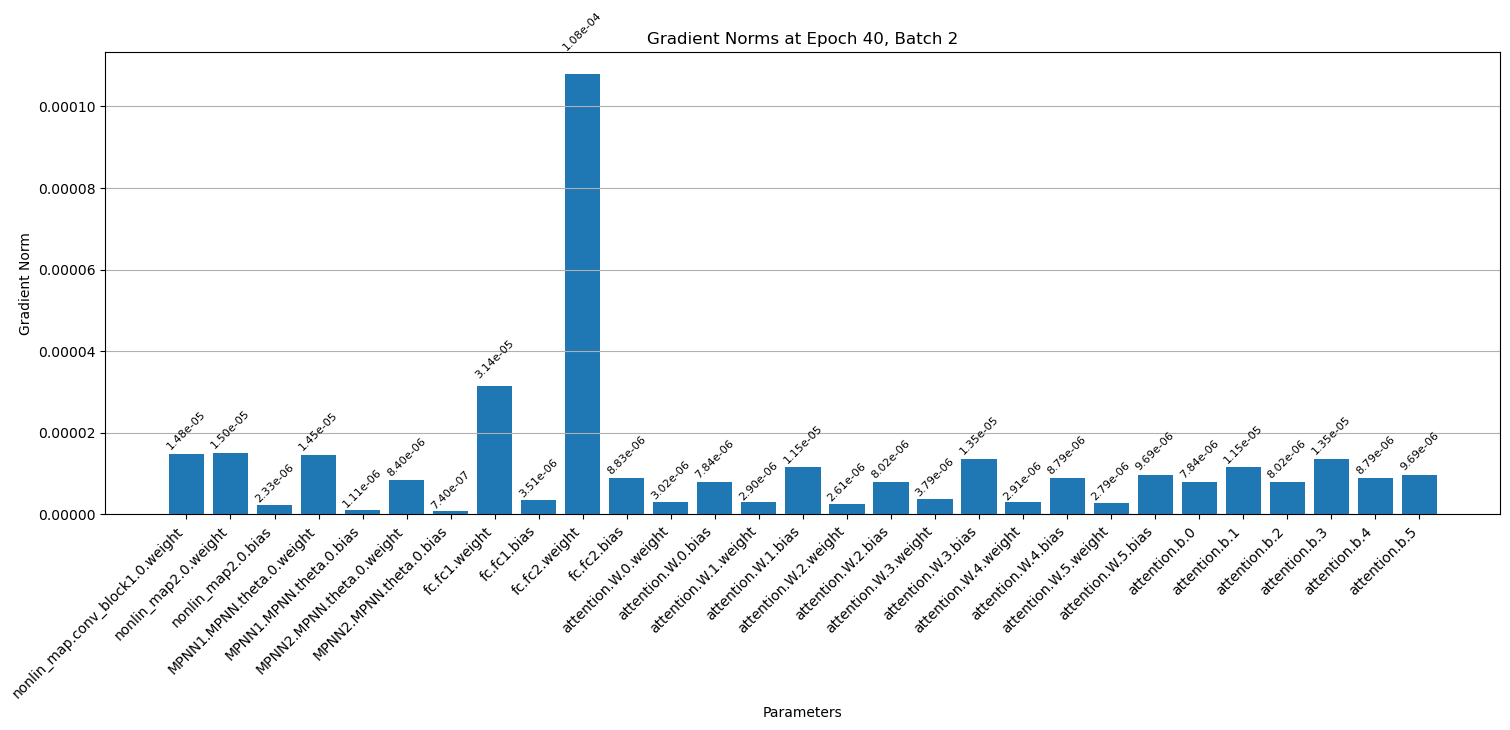 Gradient Norms at Epoch 40, Batch 2
Gradient Norm
0.00010
0.00008
0.00006
0.00004
0.00002
0.00000
1.48e-05
1.50e-05
2.33e-06
1.45e-05
1.11e-06
8.40e-06
7.40e-07
3.14e-05
3.51e-06
1.08e-04
8.83e-06
3.02e-06
7.84e-06
2.90e-06
1.15e-05
2.61e-06
8.02e-06
3.79e-06
1.35e-05
2.91e-06
8.79e-06
2.79e-06
9.69e-06
7.84e-06
1.15e-05
8.02e-06
1.35e-05
8.79e-06
9.69e-06
nonlin_map.conv_block1.0.weight
nonlin_map2.0.weight
nonlin_map2.0.bias
MPNN1.MPNN.theta.0.weight
MPNN1.MPNN.theta.0.bias
MPNN2.MPNN.theta.0.weight
MPNN2.MPNN.theta.0.bias
fc.fc1.weight
fc.fc1.bias
fc.fc2.weight
fc.fc2.bias
attention.W.0.weight
attention.W.0.bias
attention.W.1.weight
attention.W.1.bias
attention.W.2.weight
attention.W.2.bias
attention.W.3.weight
attention.W.3.bias
attention.W.4.weight
attention.W.4.bias
attention.W.5.weight
attention.W.5.bias
attention.b.0
attention.b.1
attention.b.2
attention.b.3
attention.b.4
attention.b.5
Parameters